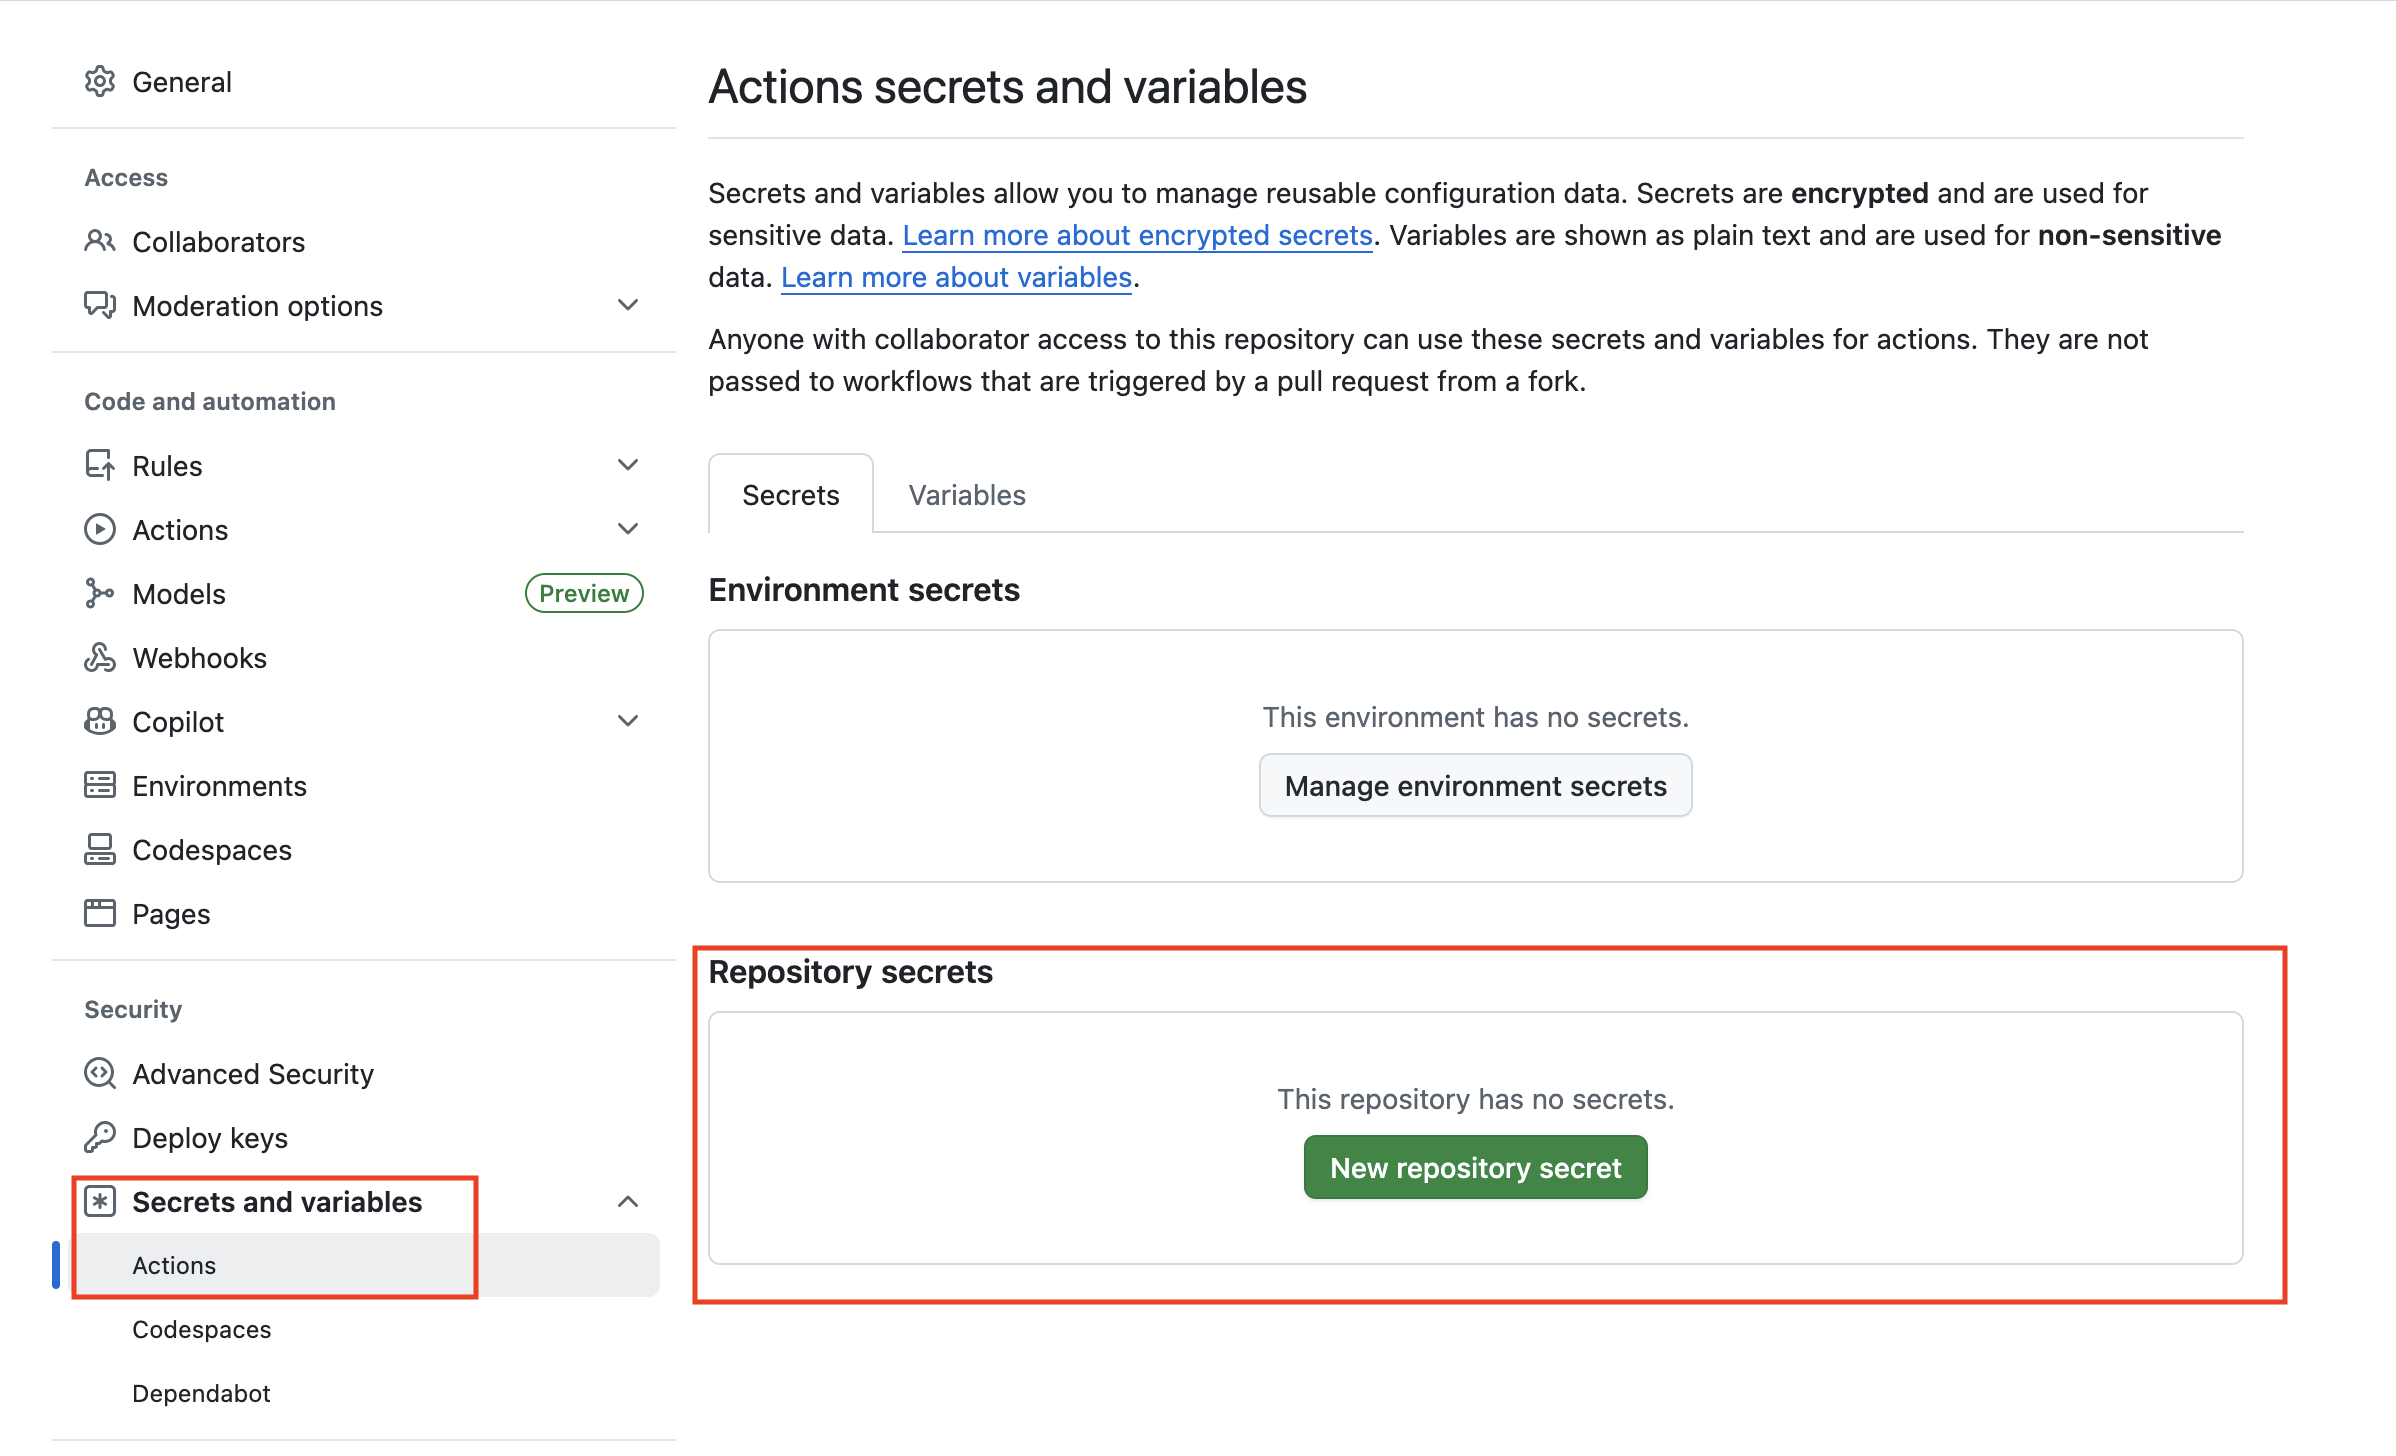 General
Access
Collaborators
Moderation options
Code and automation
Rules
Actions
Models Preview
Webhooks
Copilot
Environments
Codespaces
Pages
Security
Advanced Security
Deploy keys
Secrets and variables
Actions
Codespaces
Dependabot
Actions secrets and variables
Secrets and variables allow you to manage reusable configuration data. Secrets are encrypted and are used for
sensitive data. Learn more about encrypted secrets. Variables are shown as plain text and are used for non-sensitive
data. Learn more about variables.
Anyone with collaborator access to this repository can use these secrets and variables for actions. They are not
passed to workflows that are triggered by a pull request from a fork.
Secrets Variables
Environment secrets
This environment has no secrets.
Manage environment secrets
Repository secrets
This repository has no secrets.
New repository secret